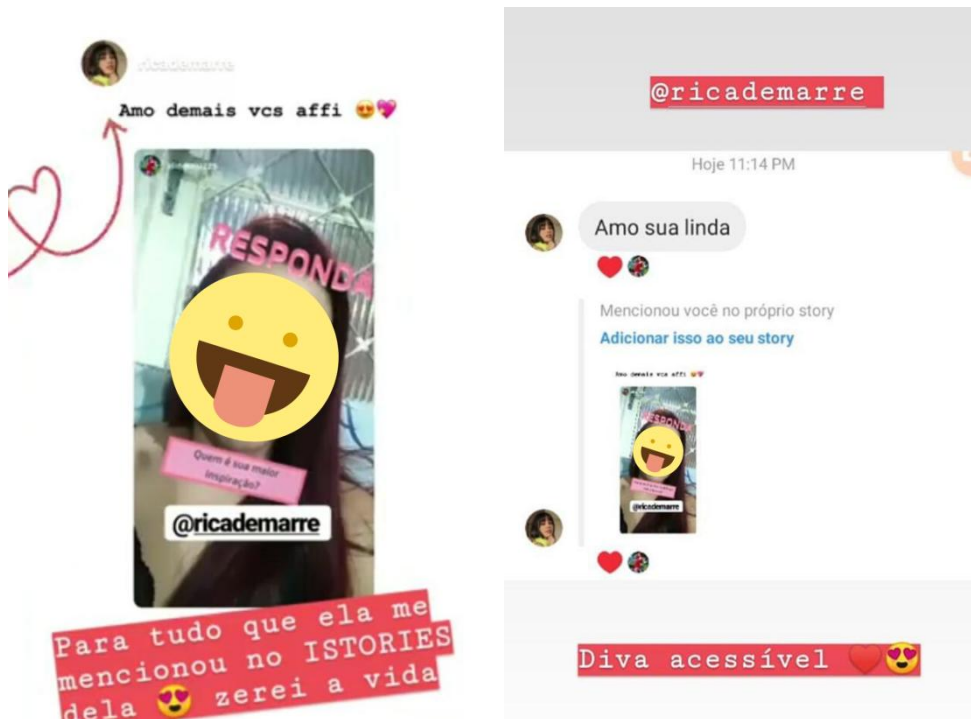 ricademarre
Amo demais vcs affi 😍💖
RESPONDA
Quem é sua maior
inspiração?
@ricademarre
Para tudo que ela me
mencionou no ISTORIES
dela 😍 zerei a vida
@ricademarre
Hoje 11:14 PM
Amo sua linda
Mencionou você no próprio story
Adicionar isso ao seu story
Amo demais vcs affi 😍💖
RESPONDA
@ricademarre
Diva acessível ❤️😍